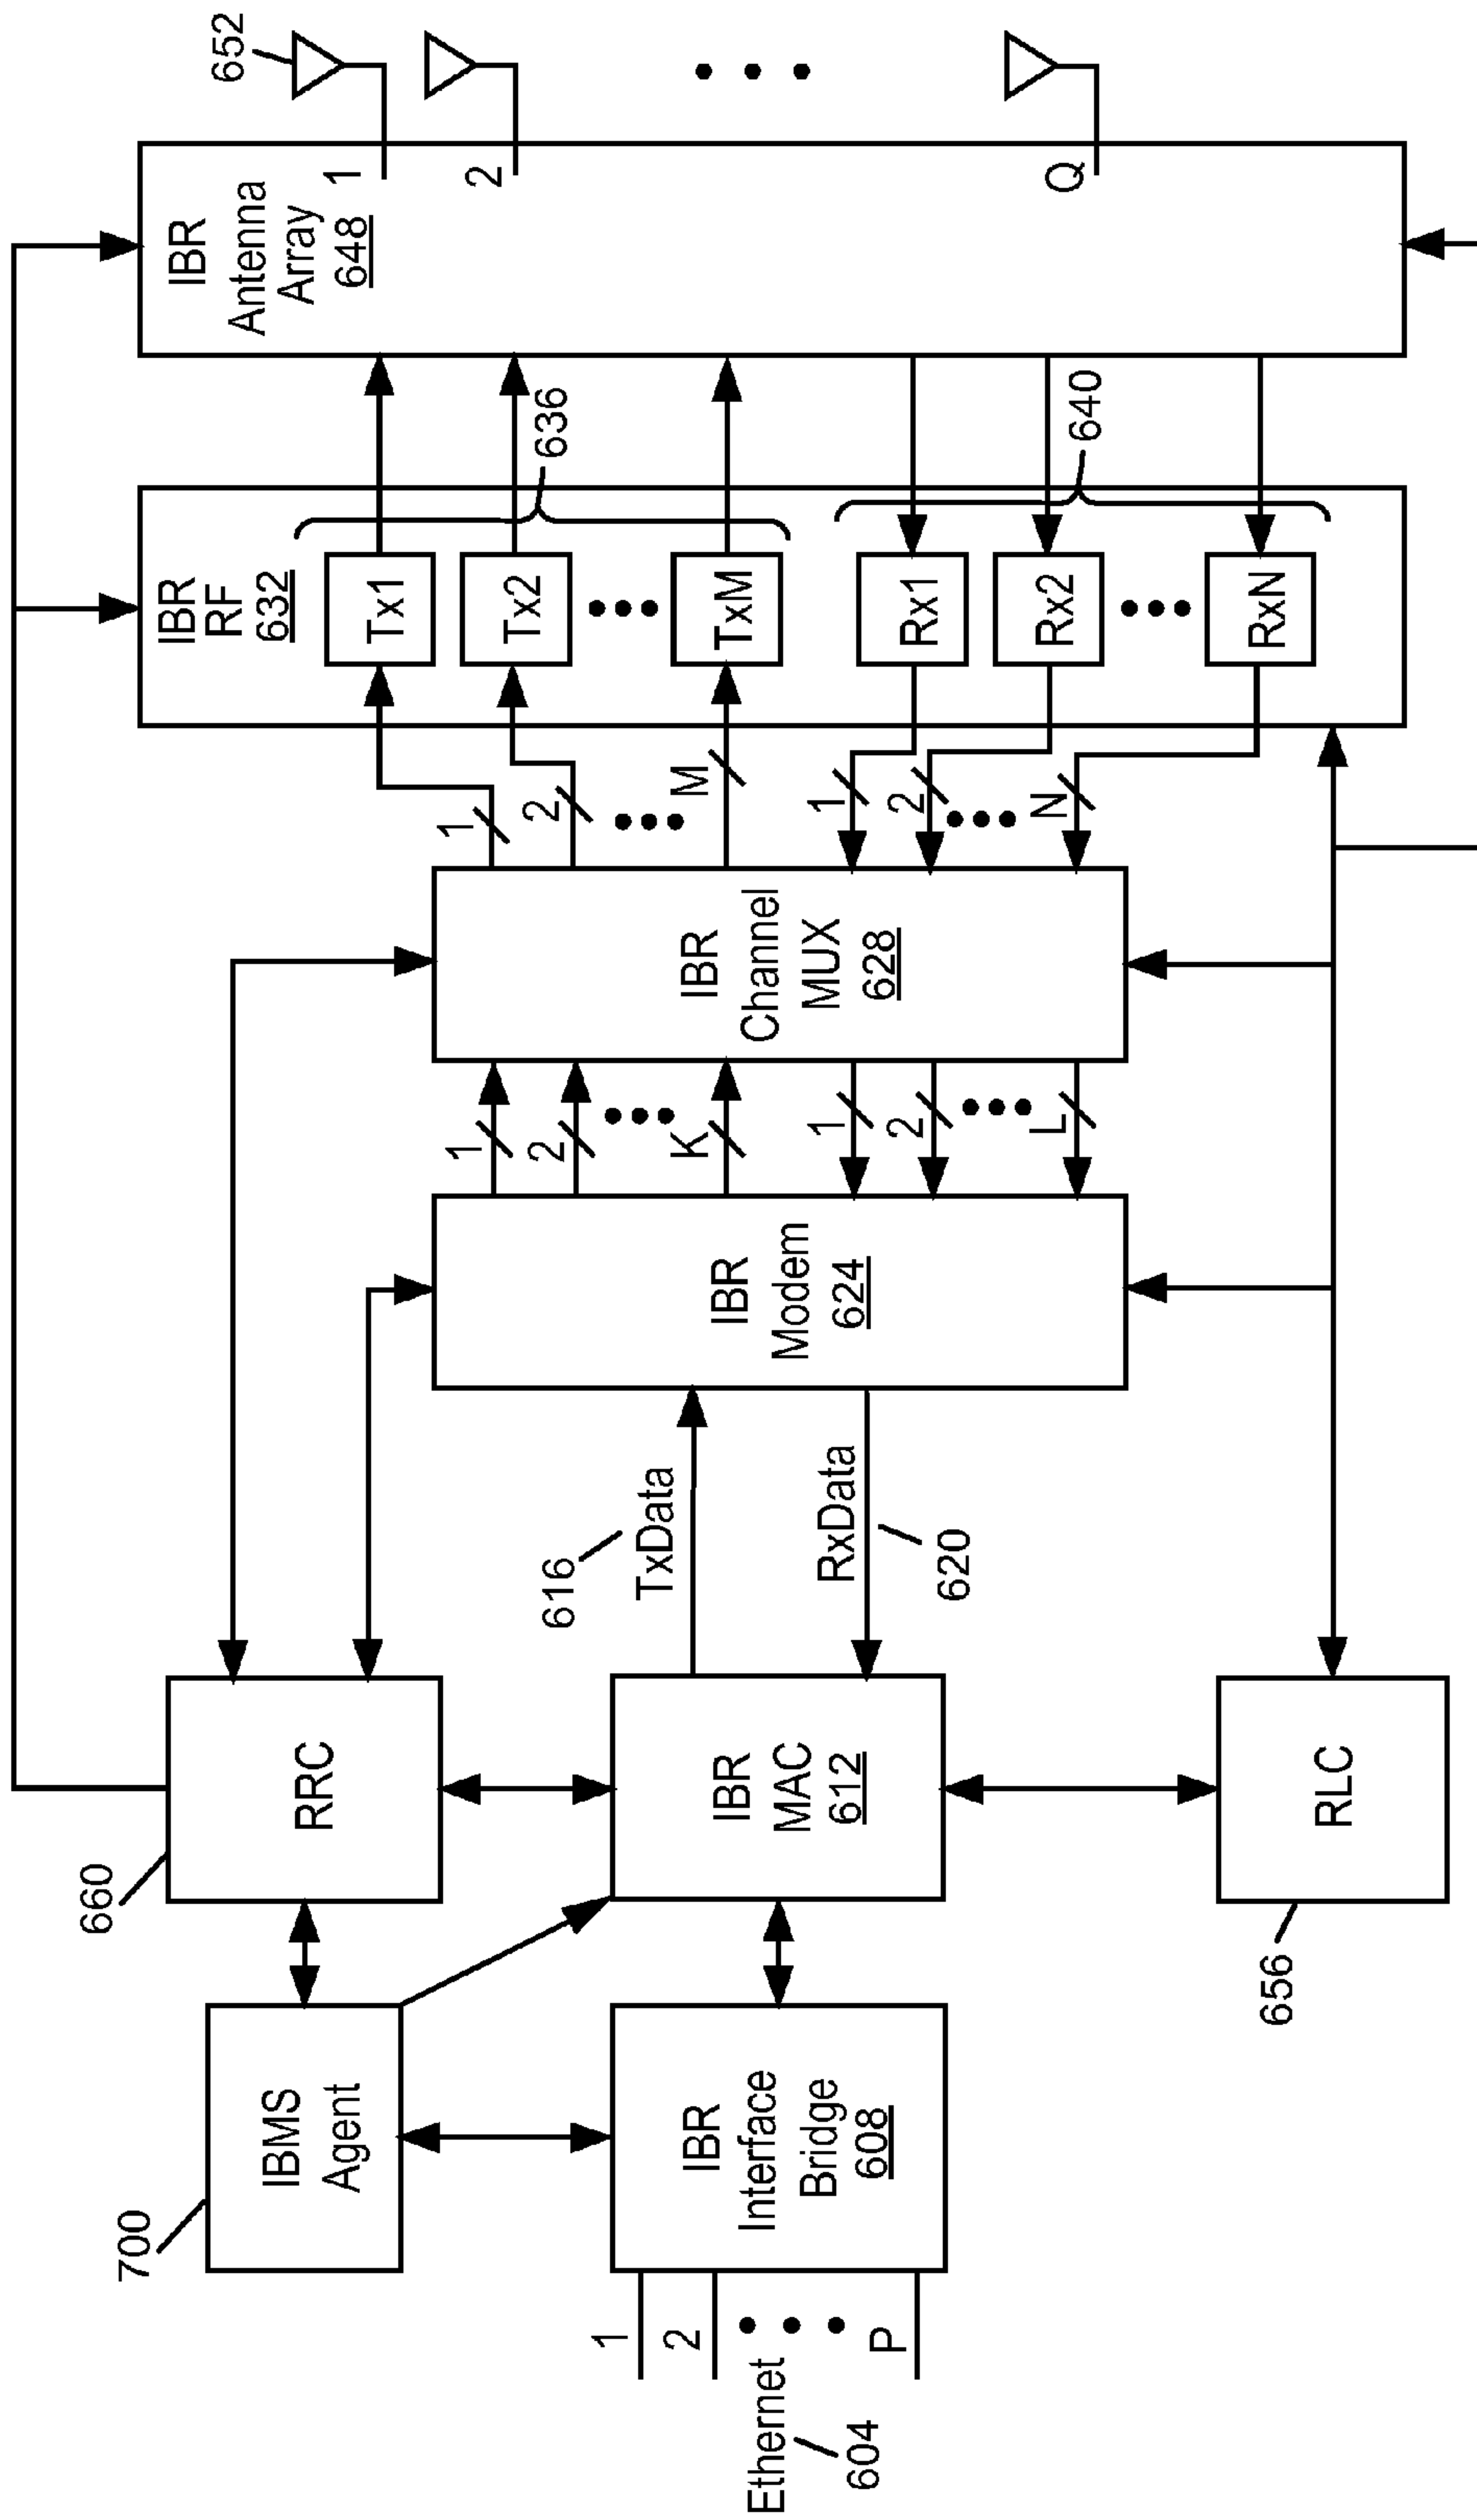 700
IBMS
Agent
660
RRC
Ethernet
604
1
2
P
IBR
Interface
Bridge
608
IBR
MAC
612
656
RLC
616
TxData
RxData
620
IBR
Modem
624
1
2
K
1
2
L
IBR
Channel
MUX
628
1
2
M
1
2
N
IBR
RF
632
Tx1
Tx2
TxM
Rx1
Rx2
RxN
636
640
IBR
Antenna
Array
648
1
2
Q
652